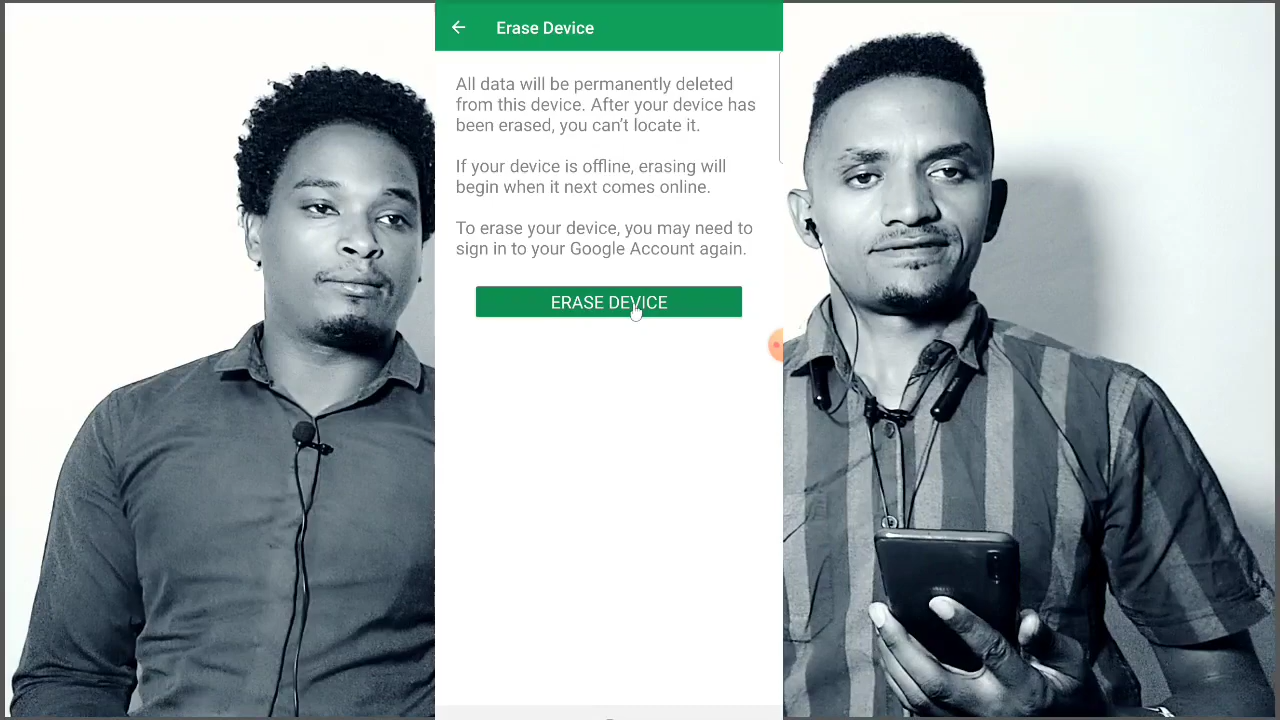 Erase Device
All data will be permanently deleted
from this device. After your device has
been erased, you can't locate it.
If your device is offline, erasing will
begin when it next comes online.
To erase your device, you may need to
sign in to your Google Account again.
ERASE DEVICE